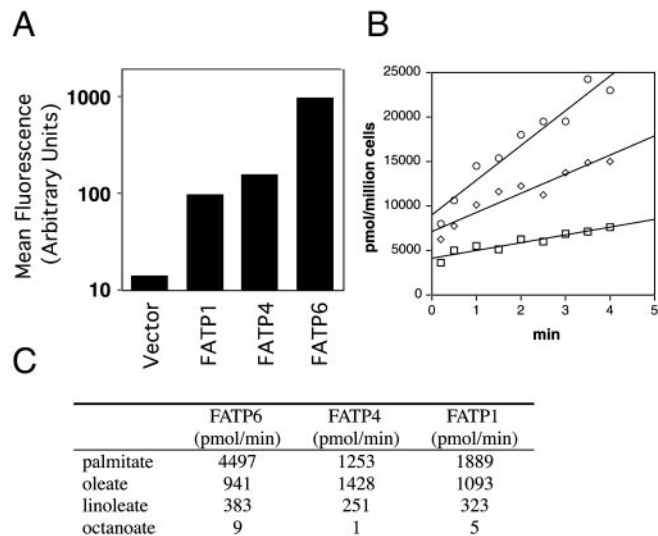 A
Mean Fluorescence
(Arbitrary Units)
1000
100
10
Vector
FATP1
FATP4
FATP6
B
pmol/million cells
25000
20000
15000
10000
5000
0
0 1 2 3 4 5
min
C
FATP6 FATP4 FATP1
(pmol/min) (pmol/min) (pmol/min)
palmitate 4497 1253 1889
oleate 941 1428 1093
linoleate 383 251 323
octanoate 9 1 5